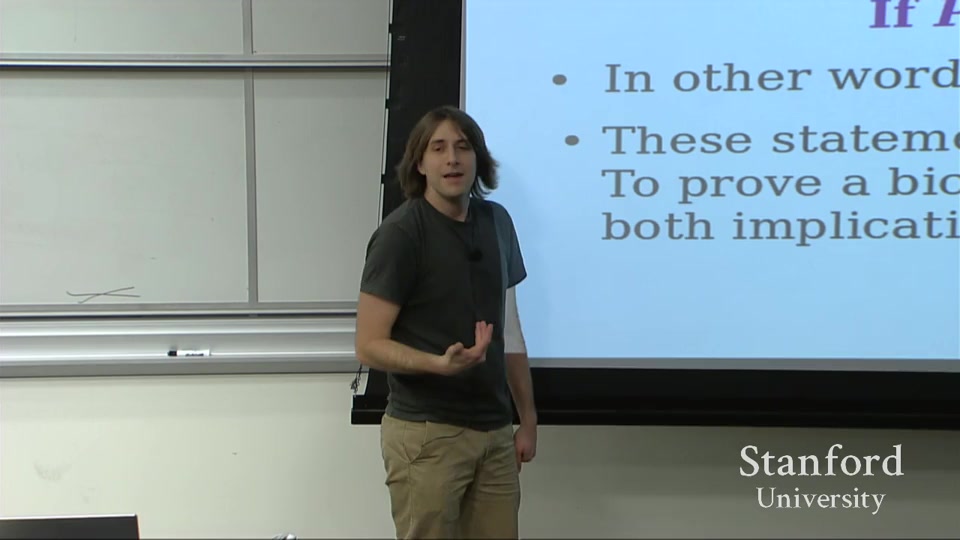 If A
• In other word
• These stateme
To prove a bic
both implicati
Stanford
University